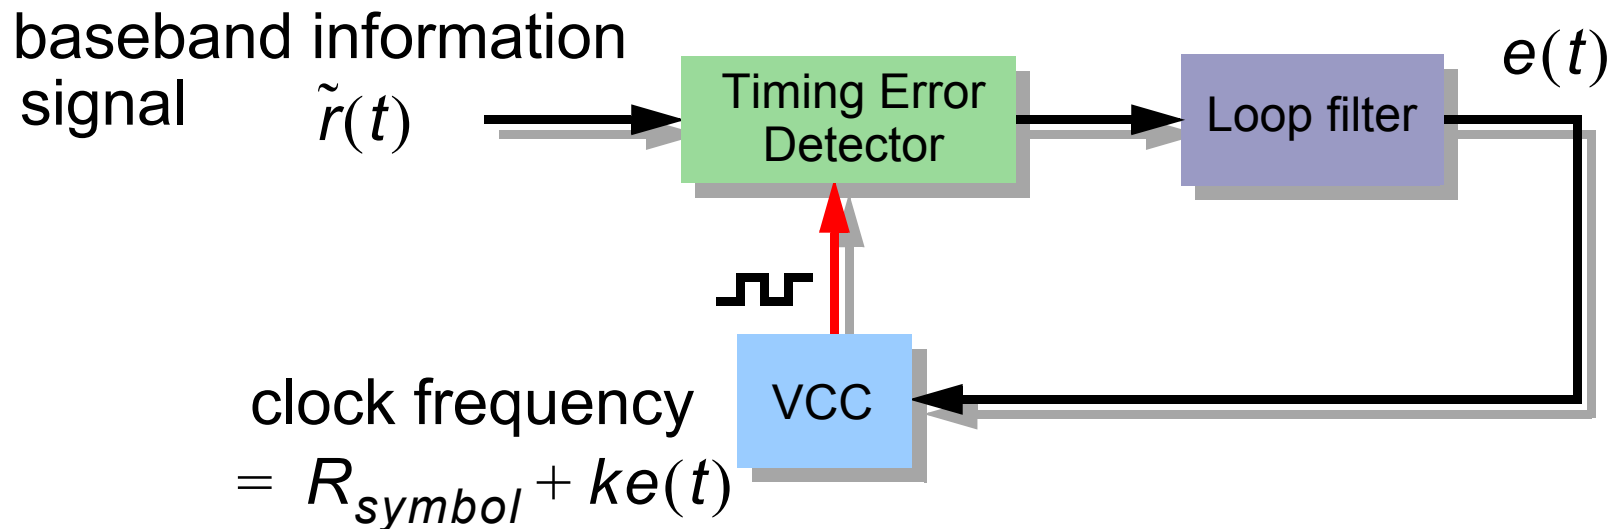 baseband information
signal r̃(t)
Timing Error
Detector
Loop filter
e(t)
VCC
clock frequency
= R_symbol + ke(t)